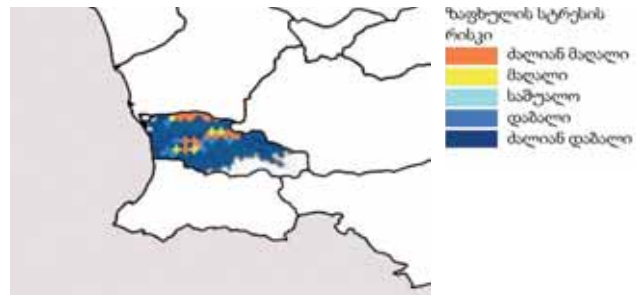 ზაფხულის სტრესის
რისკი
ძალიან მაღალი
მაღალი
საშუალო
დაბალი
ძალიან დაბალი